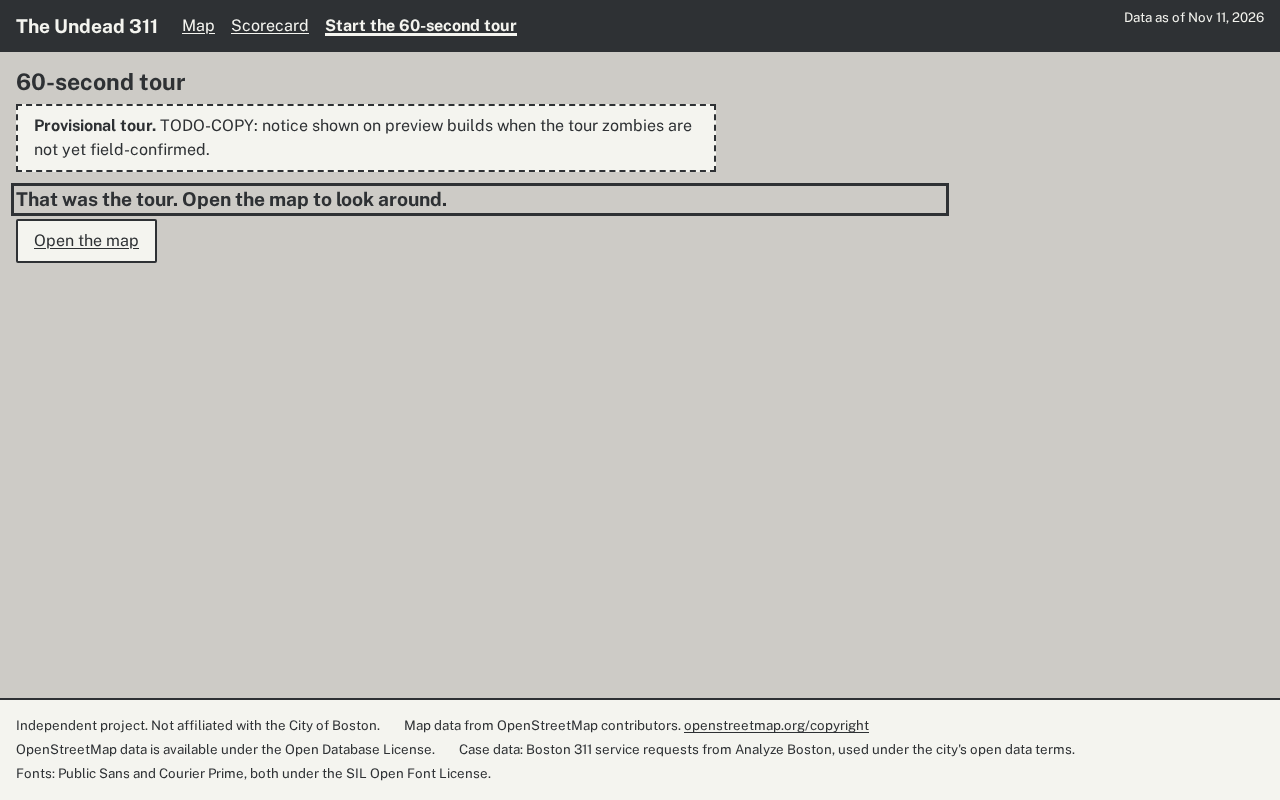 The Undead 311 Map Scorecard Start the 60-second tour Data as of Nov 11, 2026
60-second tour
Provisional tour. TODO-COPY: notice shown on preview builds when the tour zombies are
not yet field-confirmed.
That was the tour. Open the map to look around.
Open the map
Independent project. Not affiliated with the City of Boston. Map data from OpenStreetMap contributors. openstreetmap.org/copyright
OpenStreetMap data is available under the Open Database License. Case data: Boston 311 service requests from Analyze Boston, used under the city's open data terms.
Fonts: Public Sans and Courier Prime, both under the SIL Open Font License.